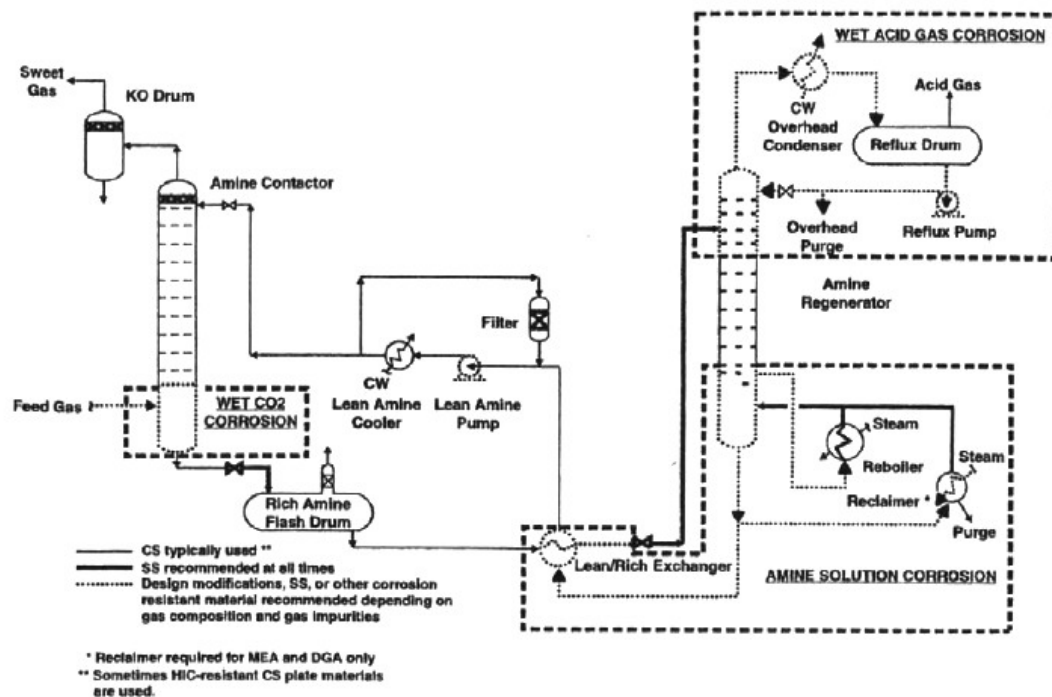 WET ACID GAS CORROSION
Sweet
Gas
KO Drum
Acid Gas
CW
Overhead
Condenser
Reflux Drum
Amine Contactor
Overhead
Purge
Reflux Pump
Amine
Regenerator
Filter
Feed Gas
WET CO2
CORROSION
CW
Lean Amine
Cooler
Lean Amine
Pump
Steam
Reboiler
Steam
Reclaimer *
Purge
Rich Amine
Flash Drum
Lean/Rich Exchanger
AMINE SOLUTION CORROSION
CS typically used **
SS recommended at all times
Design modifications, SS, or other corrosion
resistant material recommended depending on
gas composition and gas impurities
* Reclaimer required for MEA and DGA only
** Sometimes HIC-resistant CS plate materials
are used.